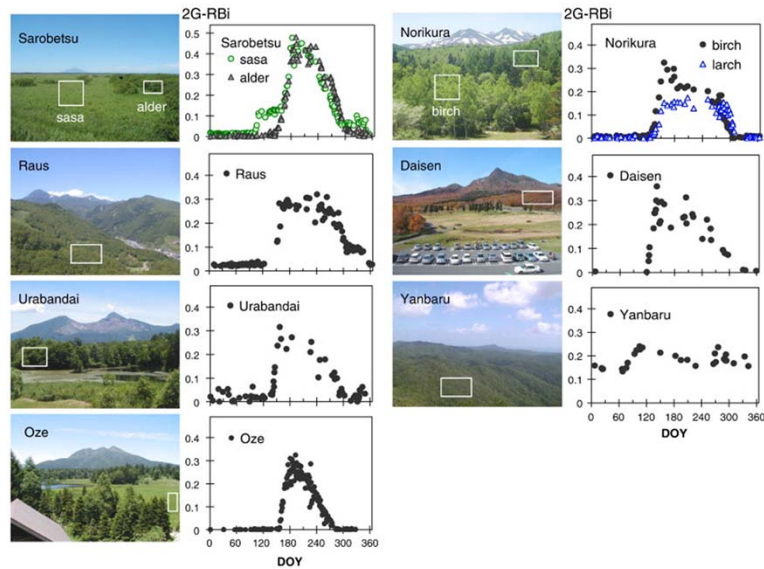 2G-RBi
Sarobetsu
sasa
alder
Sarobetsu
sasa
alder
0.5
0.4
0.3
0.2
0.1
0
Raus
Raus
0.4
0.3
0.2
0.1
0
Urabandai
Urabandai
0.4
0.3
0.2
0.1
0
Oze
Oze
0.4
0.3
0.2
0.1
0
0 60 120 180 240 300 360
DOY
2G-RBi
Norikura
birch
Norikura
birch
larch
0.4
0.3
0.2
0.1
0
Daisen
Daisen
0.4
0.3
0.2
0.1
0
Yanbaru
Yanbaru
0.4
0.3
0.2
0.1
0
0 60 120 180 240 300 360
DOY